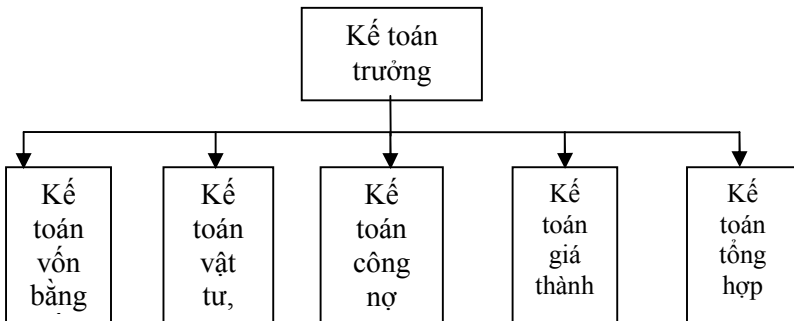 Kế toán
trưởng
Kế
toán
vốn
bằng
Kế
toán
vật
tư,
Kế
toán
công
nợ
Kế
toán
giá
thành
Kế
toán
tổng
hợp